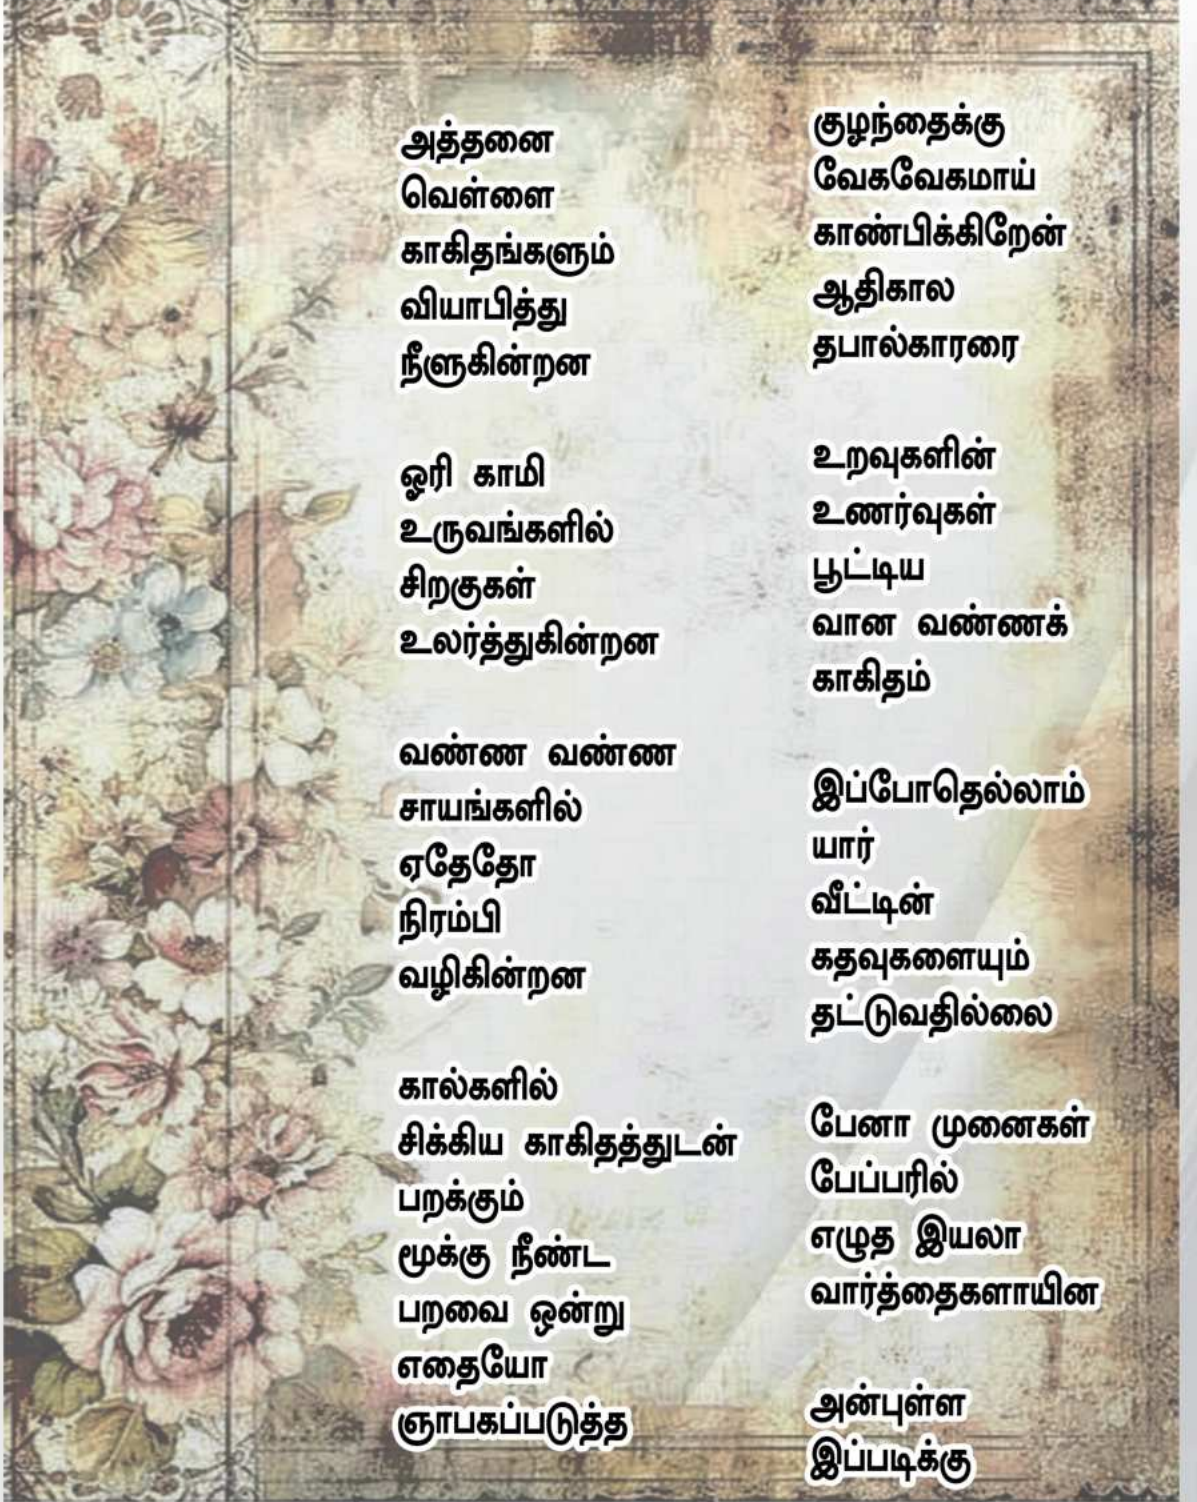 அத்தனை
வெள்ளை
காகிதங்களும்
வியாபித்து
நீளுகின்றன
ஓரி காமி
உருவங்களில்
சிறகுகள்
உலர்த்துகின்றன
வண்ண வண்ண
சாயங்களில்
ஏதேதோ
நிரம்பி
வழிகின்றன
கால்களில்
சிக்கிய காகிதத்துடன்
பறக்கும்
மூக்கு நீண்ட
பறவை ஒன்று
எதையோ
ஞாபகப்படுத்த
குழந்தைக்கு
வேகவேகமாய்
காண்பிக்கிறேன்
ஆதிகால
தபால்காரரை
உறவுகளின்
உணர்வுகள்
பூட்டிய
வான வண்ணக்
காகிதம்
இப்போதெல்லாம்
யார்
வீட்டின்
கதவுகளையும்
தட்டுவதில்லை
பேனா முனைகள்
பேப்பரில்
எழுத இயலா
வார்த்தைகளாயின
அன்புள்ள
இப்படிக்கு